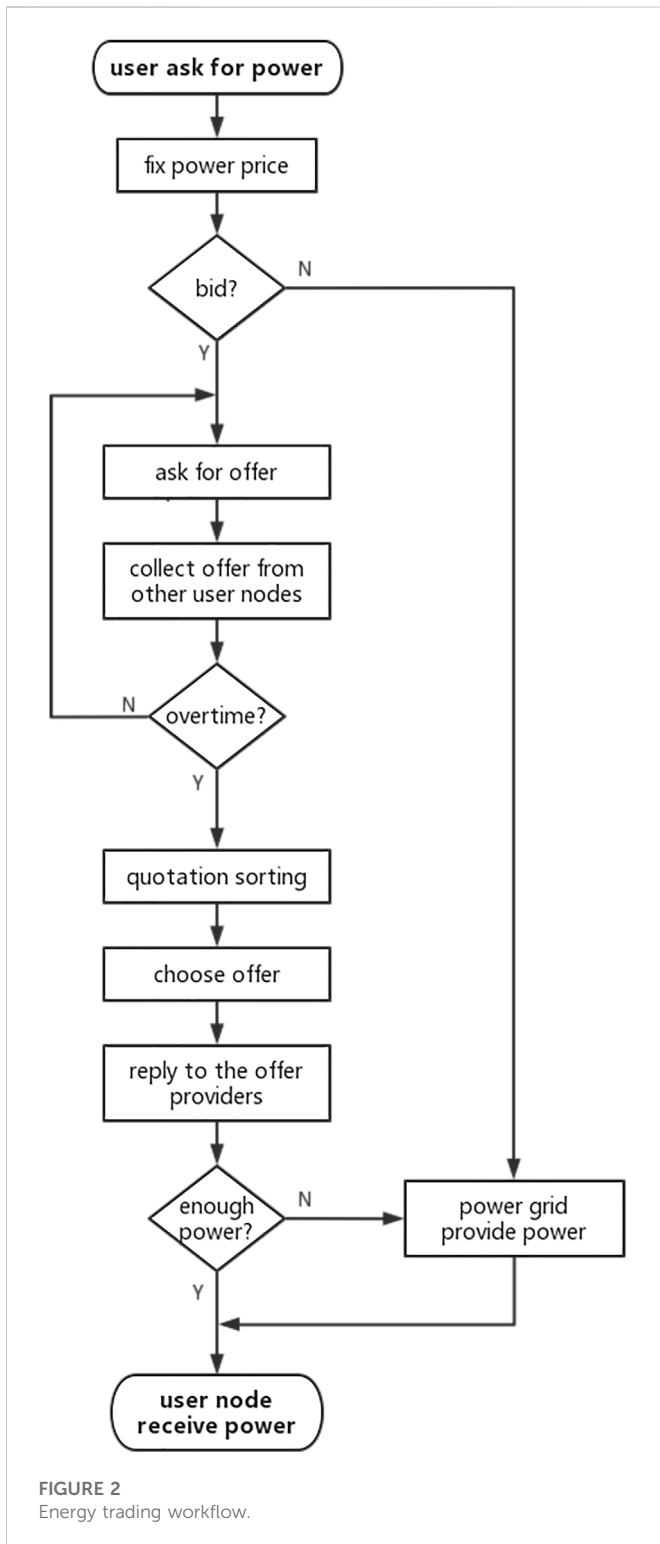 user ask for power
fix power price
bid?
N
Y
ask for offer
collect offer from
other user nodes
overtime?
N
Y
quotation sorting
choose offer
reply to the offer
providers
enough
power?
N
power grid
provide power
Y
user node
receive power
FIGURE 2
Energy trading workflow.